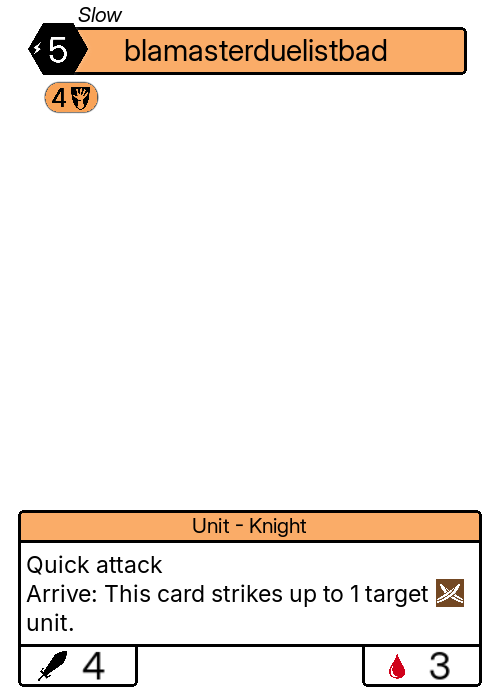 Slow
5
blamasterduelistbad
4
Unit - Knight
Quick attack
Arrive: This card strikes up to 1 target
unit.
4
3